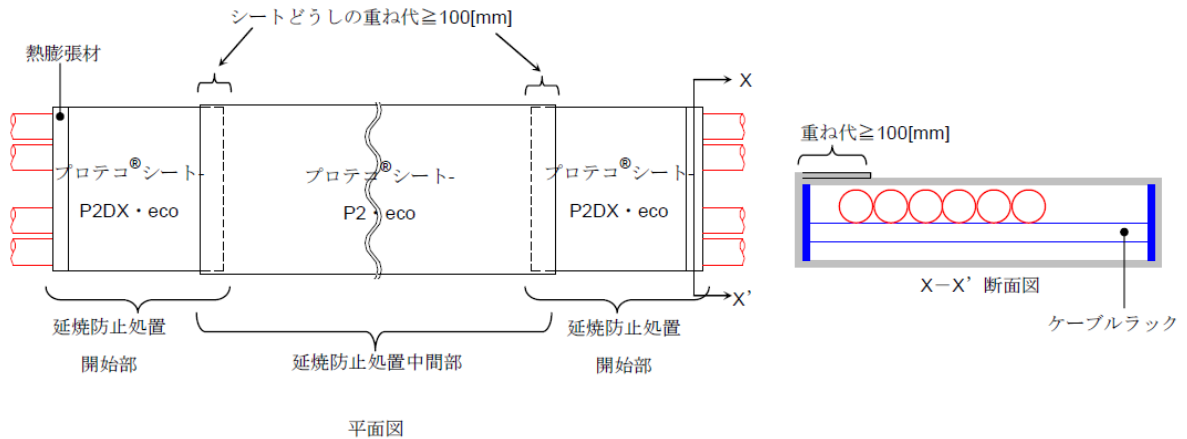 シートどうしの重ね代≧100[mm]
熱膨張材
X
プロテコ®シート-
P2DX・eco
プロテコ®シート-
P2・eco
プロテコ®シート-
P2DX・eco
X'
延焼防止処置
開始部
延焼防止処置中間部
延焼防止処置
開始部
平面図
重ね代≧100[mm]
X－X’断面図
ケーブルラック